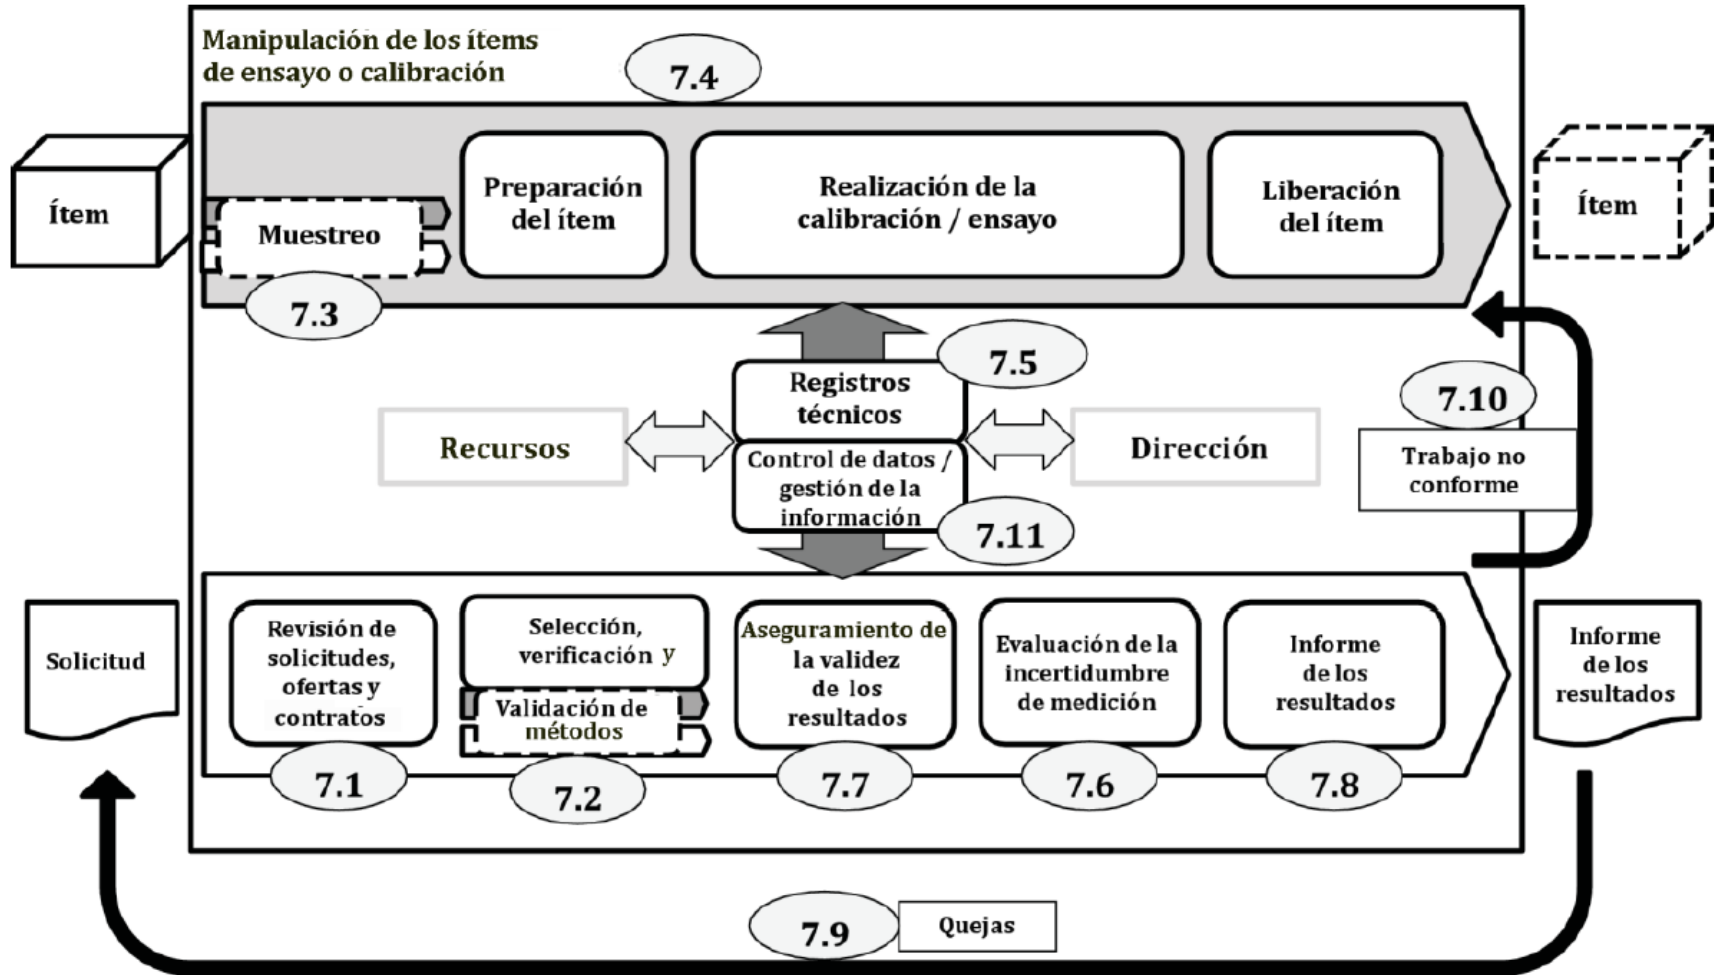 Manipulación de los ítems
de ensayo o calibración
7.4
Ítem
Muestreo
7.3
Preparación
del ítem
Realización de la
calibración / ensayo
Liberación
del ítem
Ítem
Registros
técnicos
7.5
Recursos
Control de datos /
gestión de la
información
7.11
Dirección
7.10
Trabajo no
conforme
Solicitud
Revisión de
solicitudes,
ofertas y
contratos
7.1
Selección,
verificación y
Validación de
métodos
7.2
Aseguramiento de
la validez
de los
resultados
7.7
Evaluación de la
incertidumbre
de medición
7.6
Informe
de los
resultados
7.8
Informe
de los
resultados
7.9
Quejas